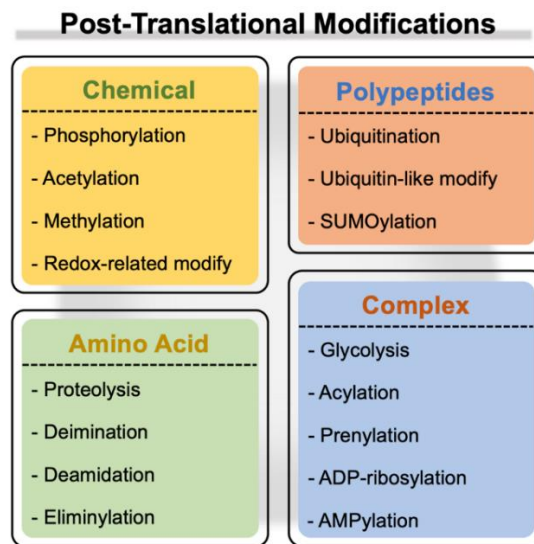 Post-Translational Modifications
Chemical
- Phosphorylation
- Acetylation
- Methylation
- Redox-related modify
Polypeptides
- Ubiquitination
- Ubiquitin-like modify
- SUMOylation
Amino Acid
- Proteolysis
- Deimination
- Deamidation
- Eliminylation
Complex
- Glycolysis
- Acylation
- Prenylation
- ADP-ribosylation
- AMPylation